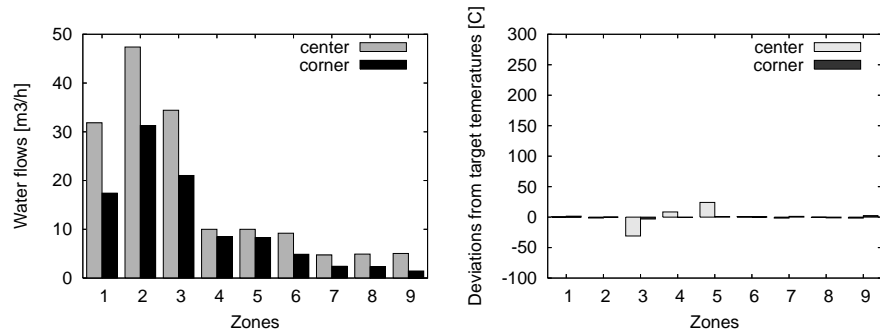 Water flows [m3/h]
50
40
30
20
10
0
center
corner
1 2 3 4 5 6 7 8 9
Zones
Deviations from target temeratures [C]
300
250
200
150
100
50
0
-50
-100
center
corner
1 2 3 4 5 6 7 8 9
Zones